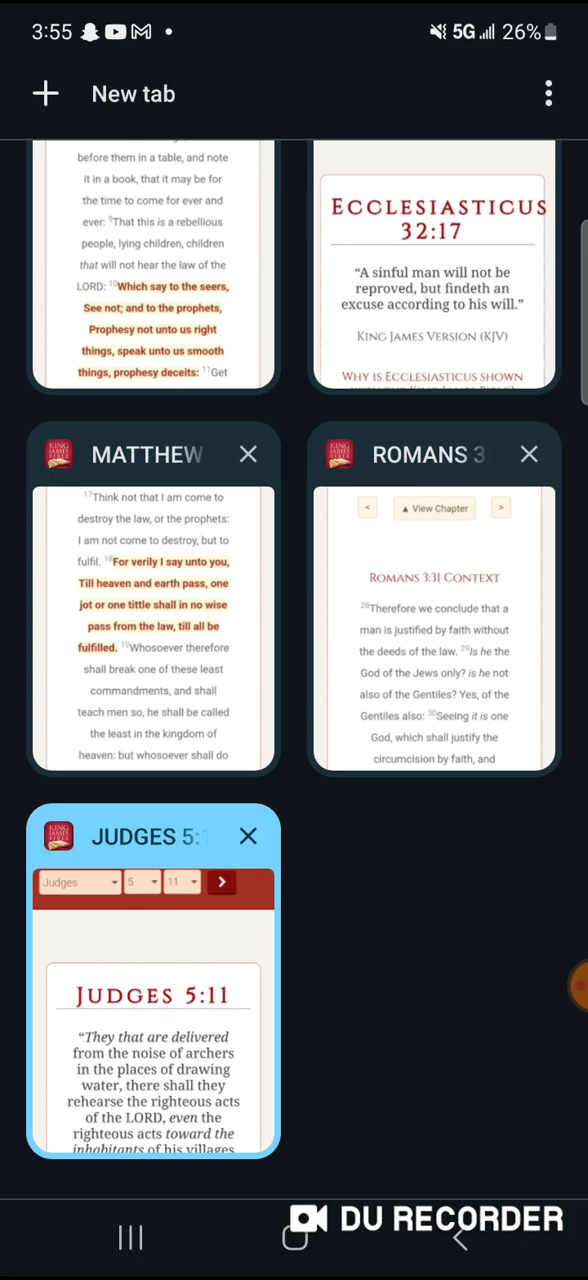 3:55
5G 26%
New tab
before them in a table, and note
it in a book, that it may be for
the time to come for ever and
ever: 9That this is a rebellious
people, lying children, children
that will not hear the law of the
LORD: 10Which say to the seers,
See not; and to the prophets,
Prophesy not unto us right
things, speak unto us smooth
things, prophesy deceits: 11Get
ECCLESIASTICUS
32:17
“A sinful man will not be
reproved, but findeth an
excuse according to his will.”
KING JAMES VERSION (KJV)
WHY IS ECCLESIASTICUS SHOWN
KING JAMES BIBLE
MATTHEW
17Think not that I am come to
destroy the law, or the prophets:
I am not come to destroy, but to
fulfil. 18For verily I say unto you,
Till heaven and earth pass, one
jot or one tittle shall in no wise
pass from the law, till all be
fulfilled. 19Whosoever therefore
shall break one of these least
commandments, and shall
teach men so, he shall be called
the least in the kingdom of
heaven: but whosoever shall do
KING JAMES BIBLE
ROMANS 3
< ▲ View Chapter >
ROMANS 3:31 CONTEXT
28Therefore we conclude that a
man is justified by faith without
the deeds of the law. 29Is he the
God of the Jews only? is he not
also of the Gentiles? Yes, of the
Gentiles also: 30Seeing it is one
God, which shall justify the
circumcision by faith, and
KING JAMES BIBLE
JUDGES 5:1
Judges 5 11
JUDGES 5:11
“They that are delivered
from the noise of archers
in the places of drawing
water, there shall they
rehearse the righteous acts
of the LORD, even the
righteous acts toward the
inhabitants of his villages
DU RECORDER